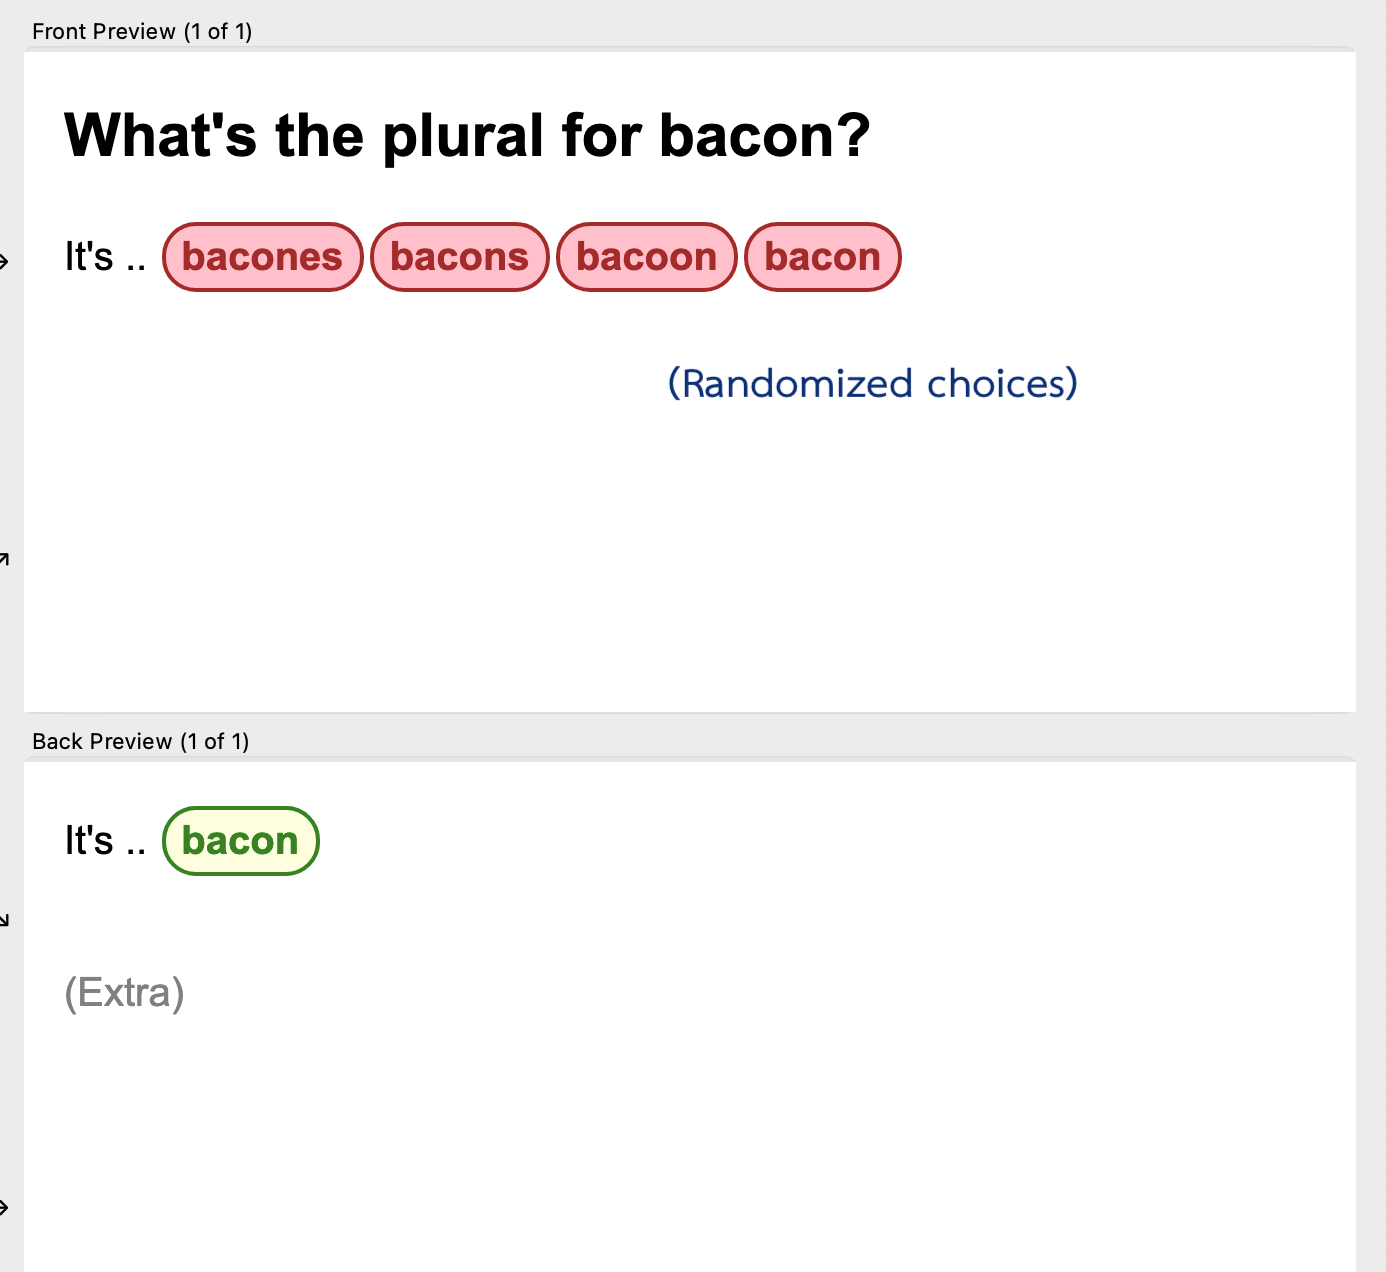 Front Preview (1 of 1)
What's the plural for bacon?
It's .. bacones bacons bacoon bacon
(Randomized choices)
Back Preview (1 of 1)
It's .. bacon
(Extra)